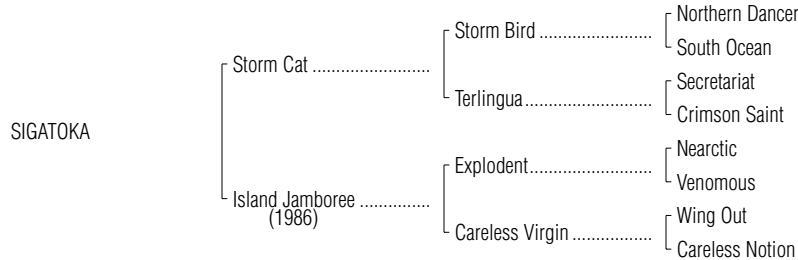 Northern Dancer
Storm Bird ........................
South Ocean
Storm Cat .........................
Secretariat
Terlingua...........................
Crimson Saint
SIGATOKA
Nearctic
Explodent..........................
Venomous
Island Jamboree ...............
(1986)
Wing Out
Careless Virgin .................
Careless Notion